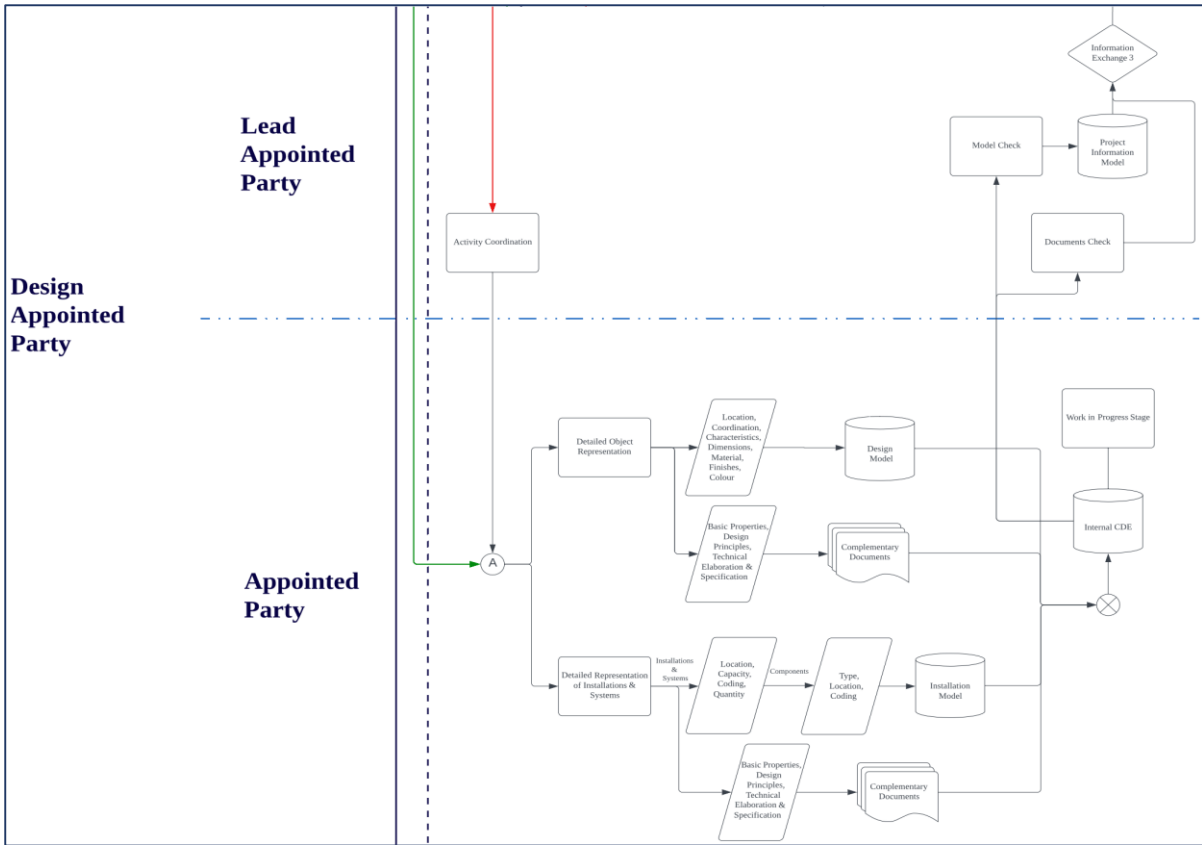 Information
Exchange 3
Lead
Appointed
Party
Model Check
Project
Information
Model
Activity Coordination
Documents Check
Design
Appointed
Party
Work in Progress Stage
Detailed Object
Representation
Location,
Coordination,
Characteristics,
Dimensions,
Material,
Finishes,
Colour
Design
Model
Internal CDE
Basic Properties,
Design
Principles,
Technical
Elaboration &
Specification
Complementary
Documents
A
Appointed
Party
Detailed Representation
of Installations &
Systems
Installations
&
Systems
Location,
Capacity,
Coding,
Quantity
Components
Type,
Location,
Coding
Installation
Model
Basic Properties,
Design
Principles,
Technical
Elaboration &
Specification
Complementary
Documents